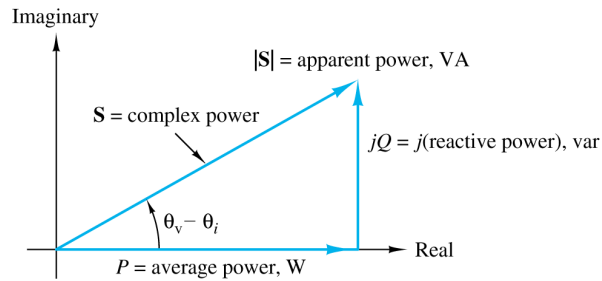 Imaginary
|S| = apparent power, VA
S = complex power
jQ = j(reactive power), var
θv − θi
Real
P = average power, W